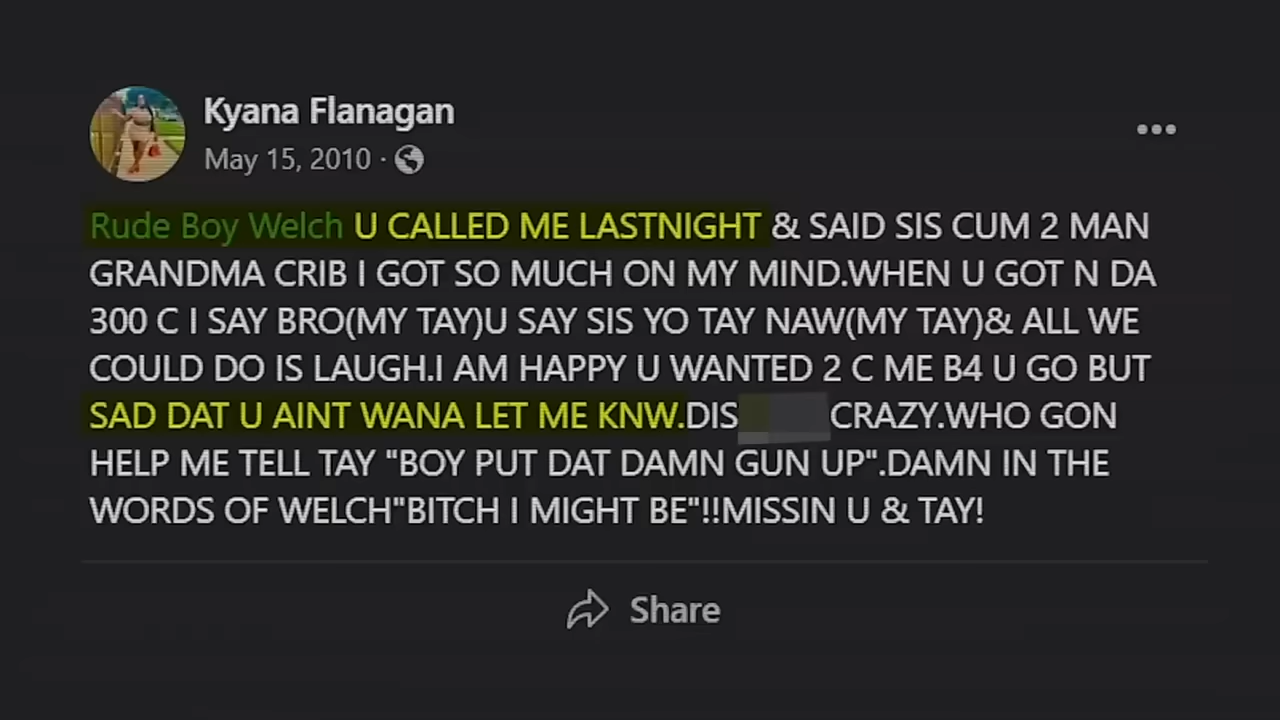 Kyana Flanagan
May 15, 2010 ·
Rude Boy Welch U CALLED ME LASTNIGHT & SAID SIS CUM 2 MAN
GRANDMA CRIB I GOT SO MUCH ON MY MIND.WHEN U GOT N DA
300 C I SAY BRO(MY TAY)U SAY SIS YO TAY NAW(MY TAY)& ALL WE
COULD DO IS LAUGH.I AM HAPPY U WANTED 2 C ME B4 U GO BUT
SAD DAT U AINT WANA LET ME KNW.DIS CRAZY.WHO GON
HELP ME TELL TAY "BOY PUT DAT DAMN GUN UP".DAMN IN THE
WORDS OF WELCH"BITCH I MIGHT BE"!!MISSIN U & TAY!
Share